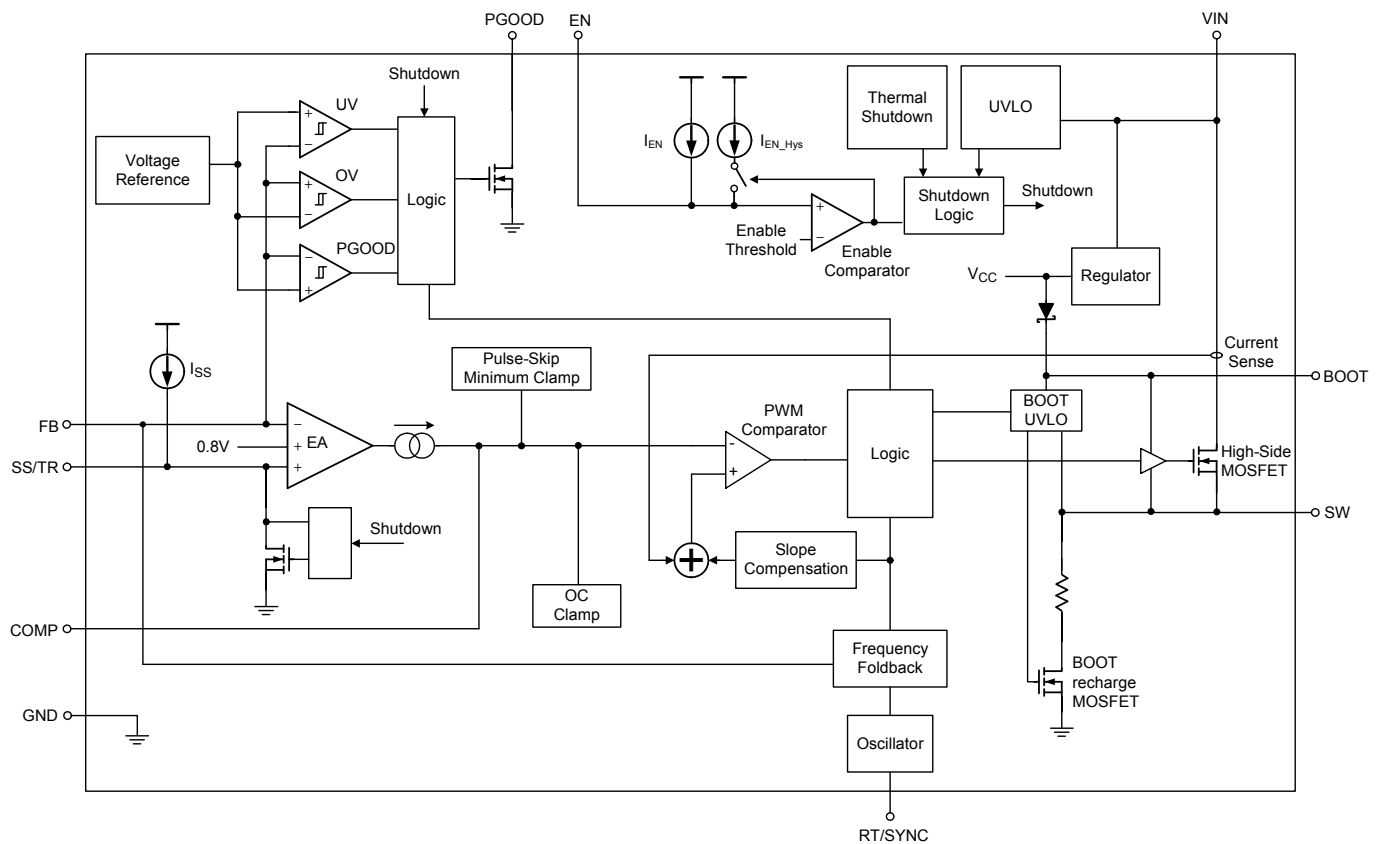 PGOOD
EN
VIN
Shutdown
UV
Thermal
Shutdown
UVLO
Voltage
Reference
+
−
I_EN
I_EN_Hys
OV
+
−
Logic
Shutdown
Logic
Shutdown
+
−
Enable
Threshold
Enable
Comparator
PGOOD
−
+
V_CC
Regulator
I_SS
Current
Sense
Pulse-Skip
Minimum Clamp
BOOT
BOOT
UVLO
PWM
Comparator
FB
−
0.8V
+
EA
SS/TR
+
-
+
Logic
High-Side
MOSFET
SW
Shutdown
+
Slope
Compensation
OC
Clamp
COMP
Frequency
Foldback
BOOT
recharge
MOSFET
GND
Oscillator
RT/SYNC